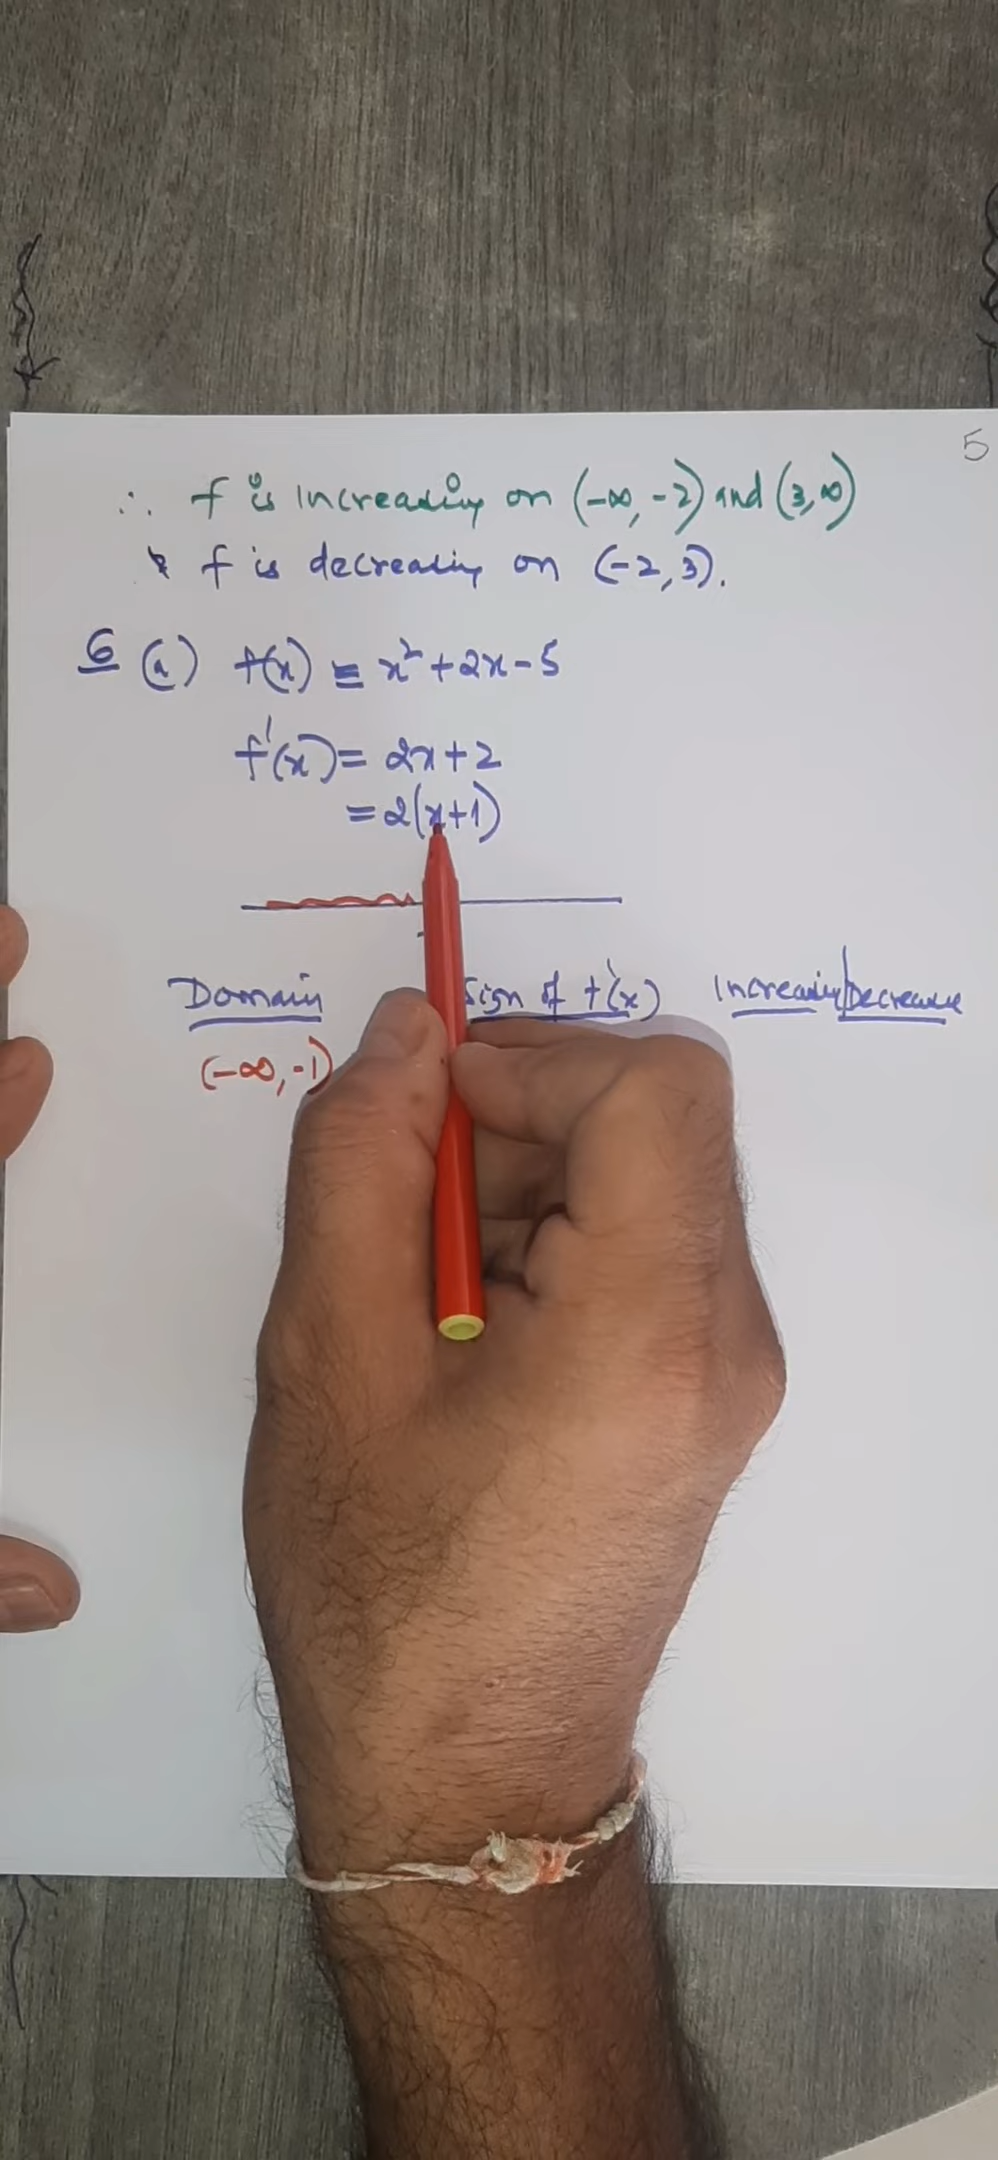 5
∴ f is increasing on (-∞, -2) and (3, ∞)
& f is decreasing on (-2, 3).
6 (a) f(x) = x² + 2x - 5
f'(x) = 2x + 2
= 2(x+1)
Domain Sign of f'(x) Increasing/Decrease
(-∞, -1)